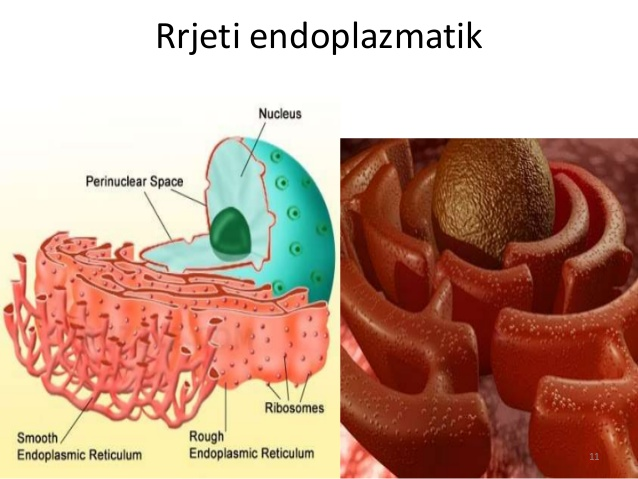 Rrjeti endoplazmatik
Nucleus
Perinuclear Space
Ribosomes
Smooth
Endoplasmic Reticulum
Rough
Endoplasmic Reticulum
11